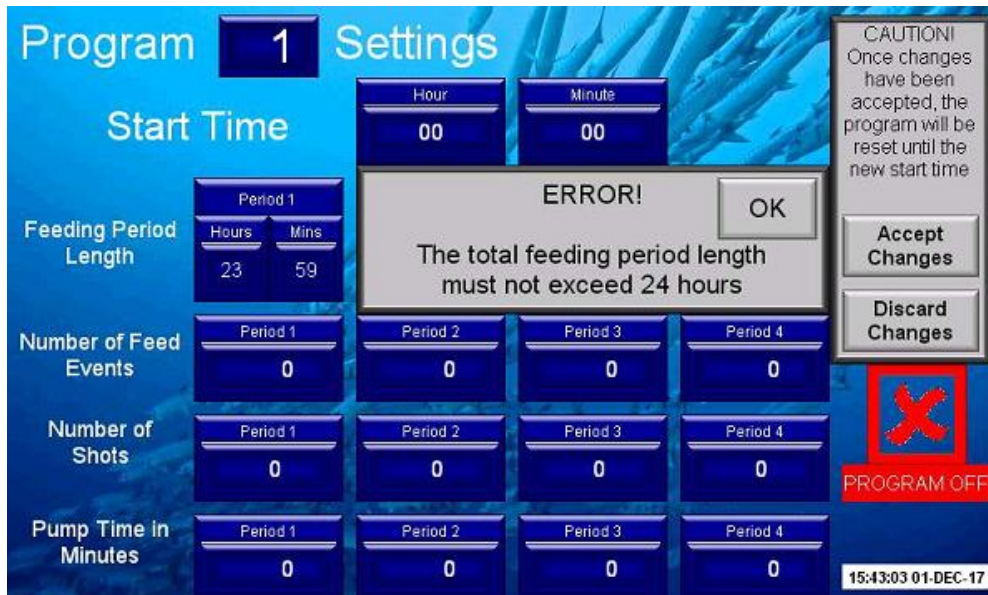 Program 1 Settings
Start Time
Hour
00
Minute
00
Feeding Period
Length
Period 1
Hours Mins
23 59
ERROR!
OK
The total feeding period length
must not exceed 24 hours
Number of Feed
Events
Period 1 Period 2 Period 3 Period 4
0 0 0 0
Number of
Shots
Period 1 Period 2 Period 3 Period 4
0 0 0 0
Pump Time in
Minutes
Period 1 Period 2 Period 3 Period 4
0 0 0 0
CAUTION!
Once changes
have been
accepted, the
program will be
reset until the
new start time
Accept
Changes
Discard
Changes
PROGRAM OFF
15:43:03 01-DEC-17